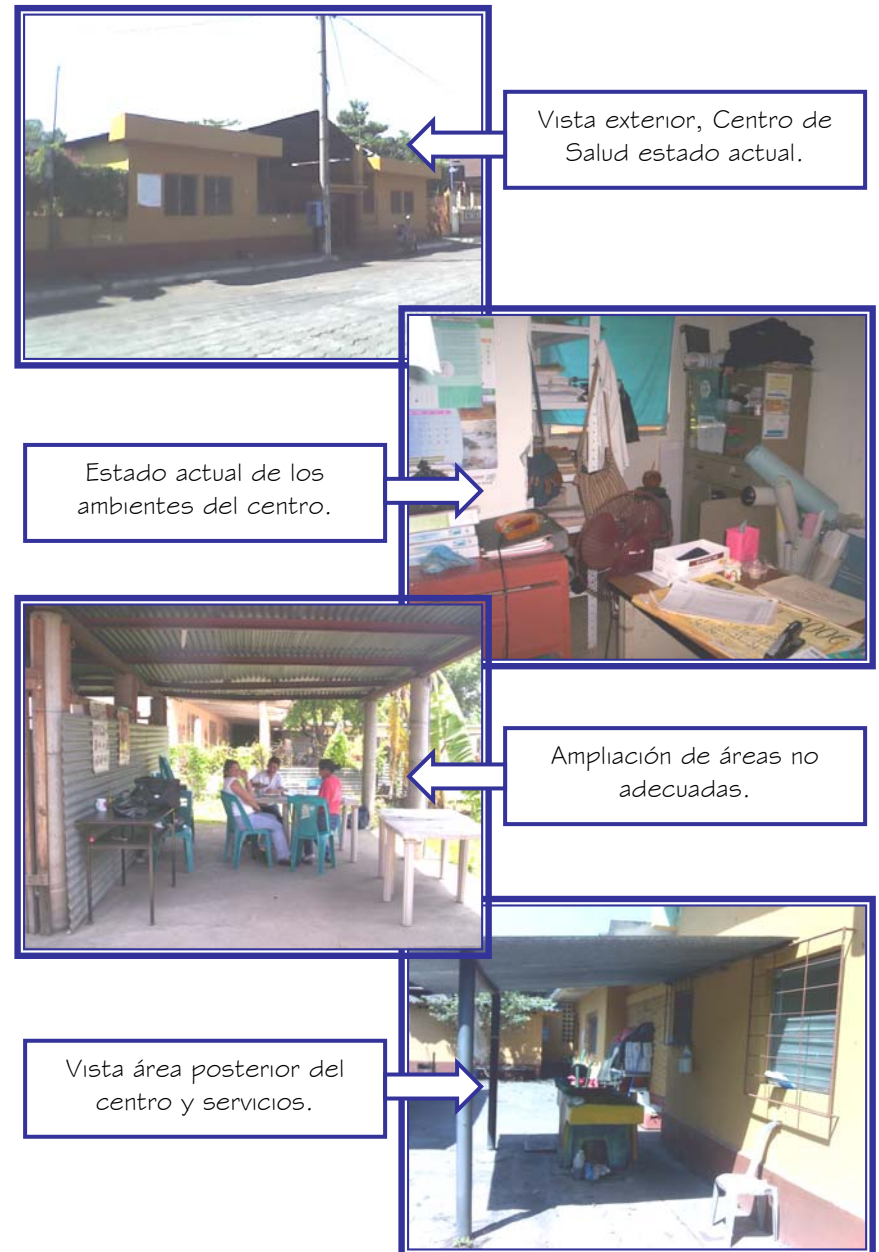 Vista exterior, Centro de
Salud estado actual.
Estado actual de los
ambientes del centro.
Ampliación de áreas no
adecuadas.
Vista área posterior del
centro y servicios.